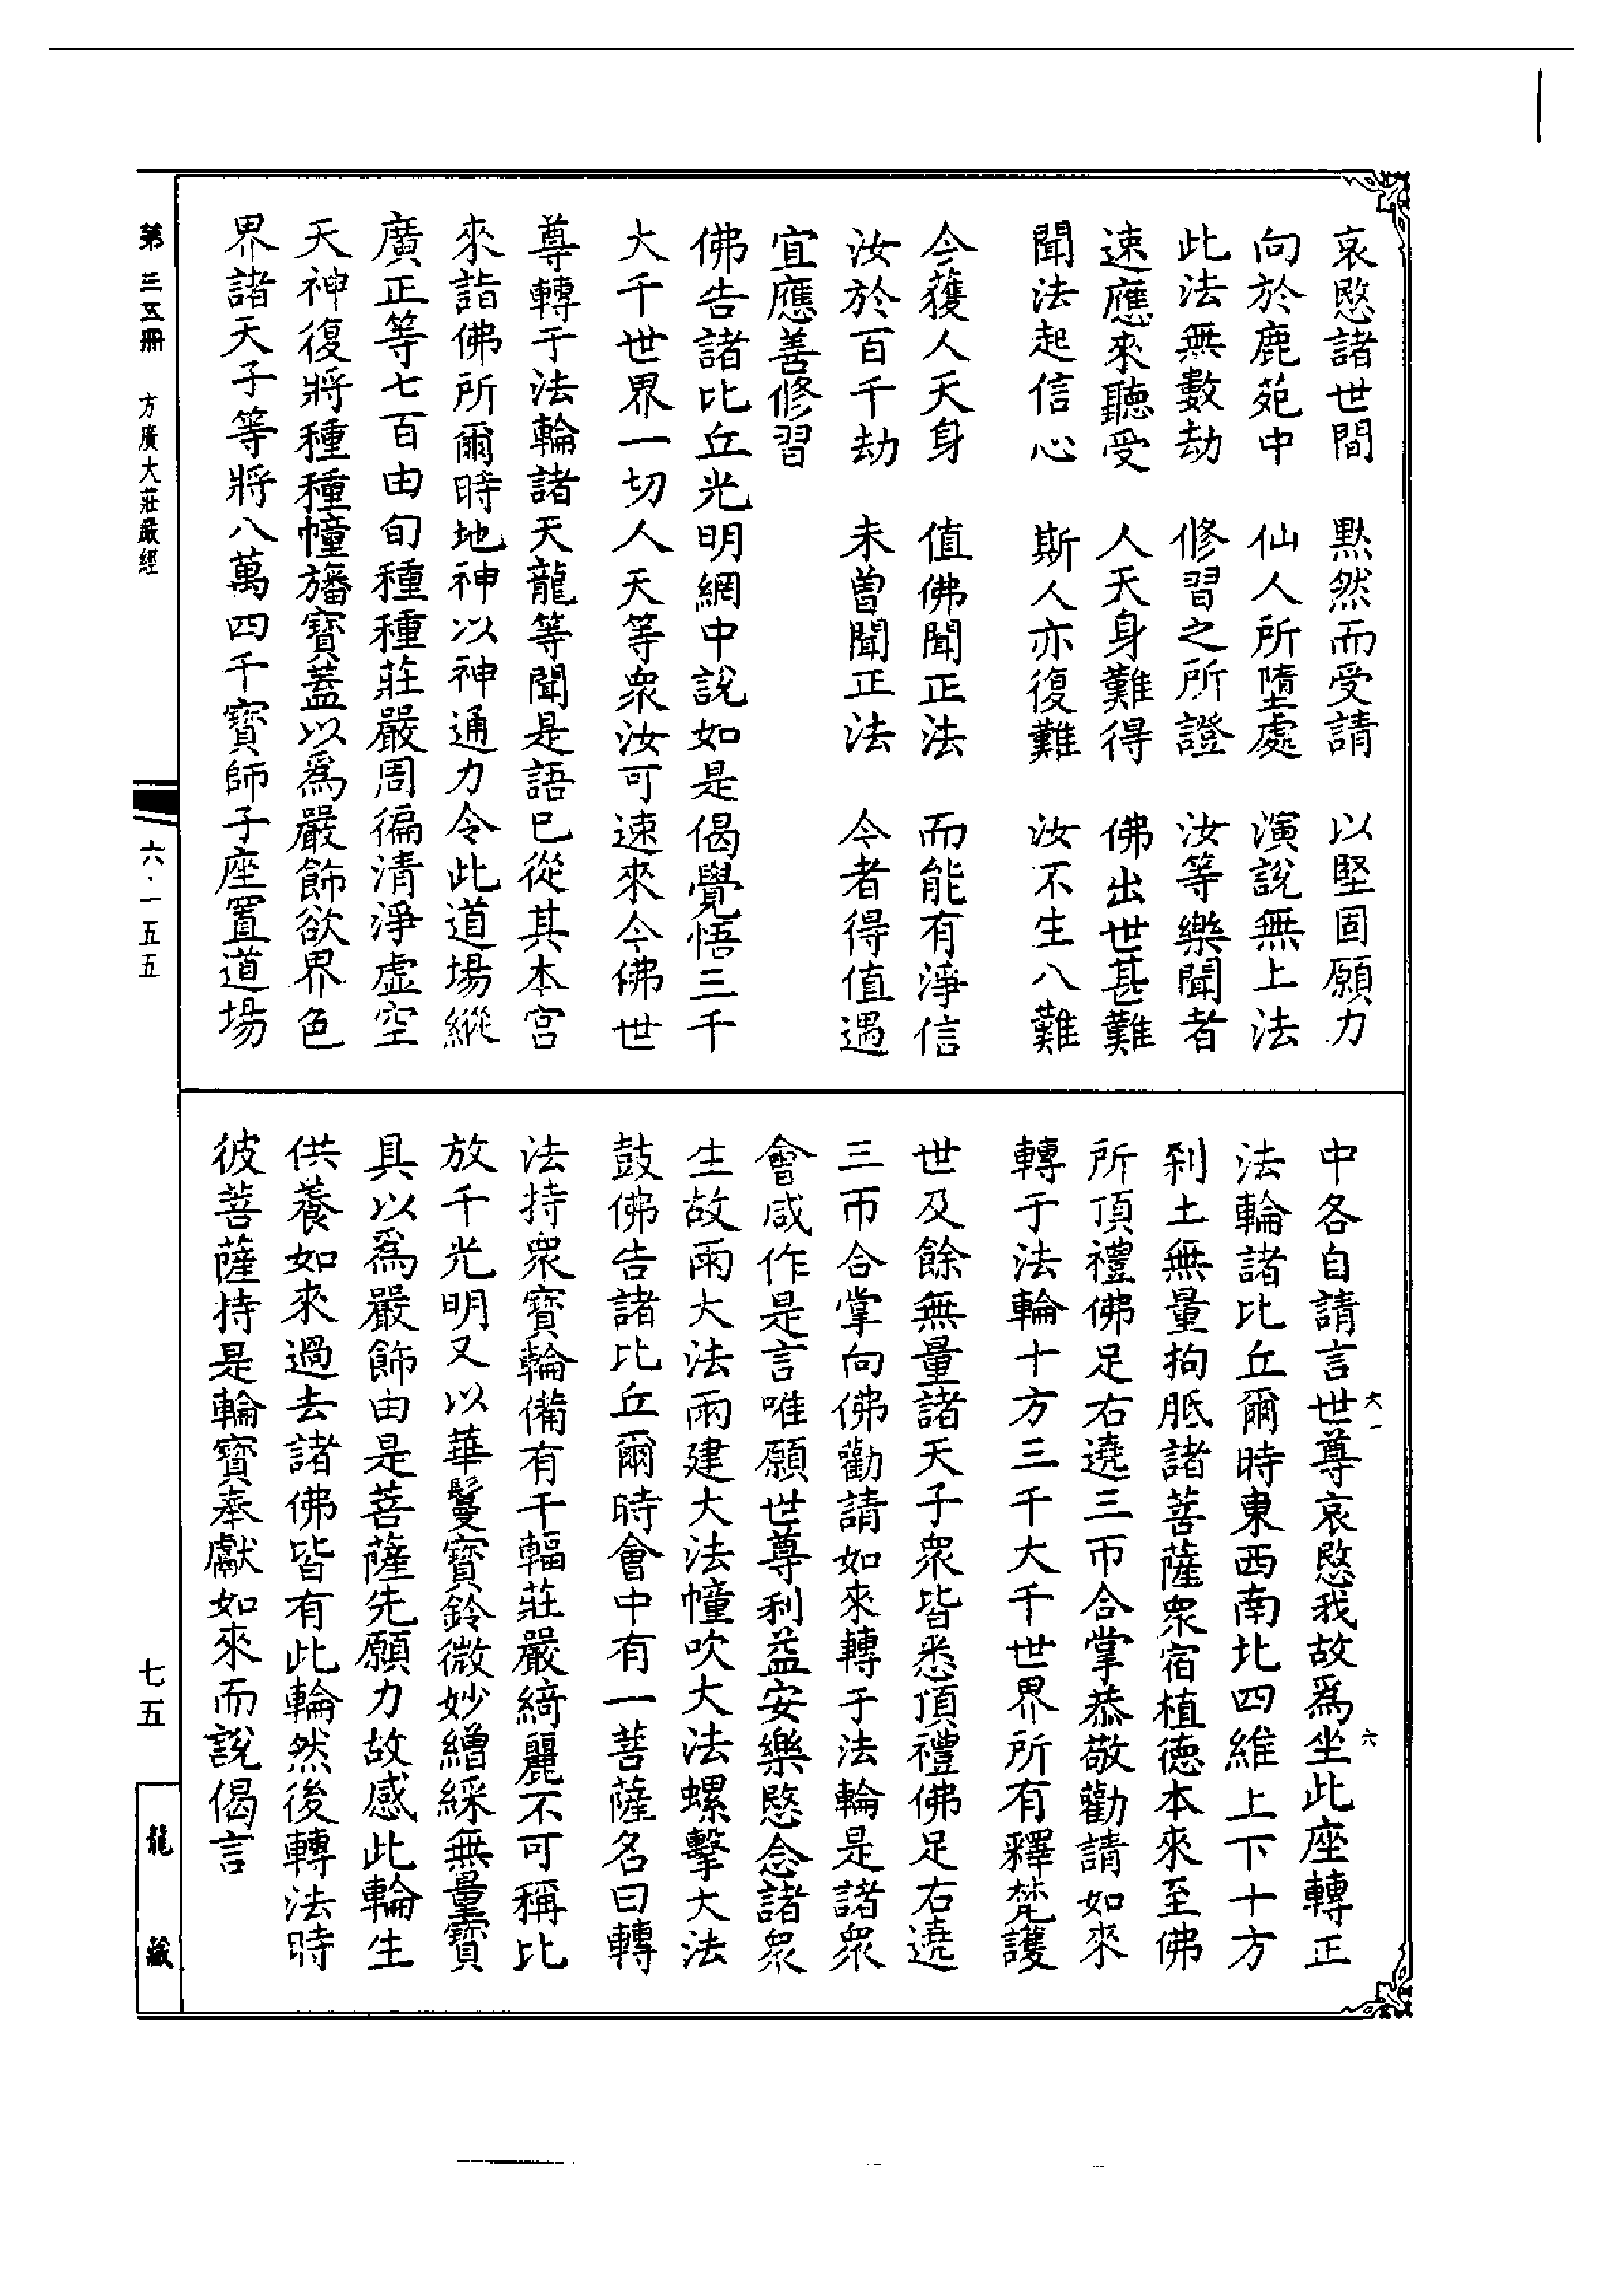 哀愍諸世間　默然而受請　以堅固願力
向於鹿苑中　仙人所墮處　演說無上法
此法無數劫　修習之所證　汝等樂聞者
速應來聽受　人天身難得　佛出世甚難
聞法起信心　斯人亦復難　汝不生八難
今獲人天身　值佛聞正法　而能有淨信
汝於百千劫　未曾聞正法　今者得值遇
宜應善修習
佛告諸比丘光明網中說如是偈覺悟三千
大千世界一切人天等衆汝可速來今佛世
尊轉于法輪諸天龍等聞是語已從其本宮
來詣佛所爾時地神以神通力令此道場縱
廣正等七百由旬種種莊嚴周徧清淨虛空
天神復將種種幢旛寶蓋以爲嚴飾欲界色
界諸天子等將八萬四千寶師子座置道場
中各自請言世尊哀愍我故爲坐此座轉正
法輪諸比丘爾時東西南北四維上下十方
刹土無量拘胝諸菩薩衆宿植德本來至佛
所頂禮佛足右遶三帀合掌恭敬勸請如來
轉于法輪十方三千大千世界所有釋梵護
世及餘無量諸天子衆皆悉頂禮佛足右遶
三帀合掌向佛勸請如來轉于法輪是諸衆
會咸作是言唯願世尊利益安樂愍念諸衆
生故雨大法雨建大法幢吹大法螺擊大法
鼓佛告諸比丘爾時會中有一菩薩名曰轉
法持衆寶輪備有千輻莊嚴綺麗不可稱比
放千光明又以華鬘寶鈴微妙繒綵無量寶
具以爲嚴飾由是菩薩先願力故感此輪生
供養如來過去諸佛皆有此輪然後轉法時
彼菩薩持是輪寶奉獻如來而說偈言
大一
六
第三五冊　方廣大莊嚴經
六·一五五
七五
龍藏